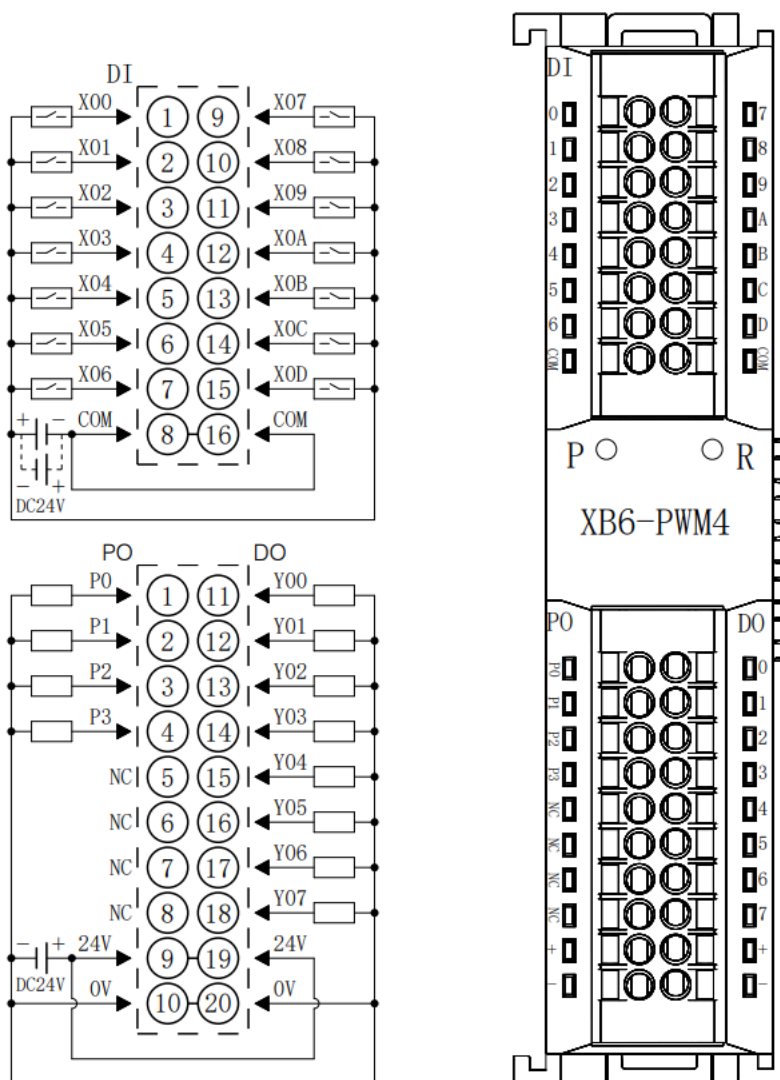 DI
X00 1 9 X07
X01 2 10 X08
X02 3 11 X09
X03 4 12 X0A
X04 5 13 X0B
X05 6 14 X0C
X06 7 15 X0D
+ - COM 8 16 COM
- +
DC24V
PO DO
P0 1 11 Y00
P1 2 12 Y01
P2 3 13 Y02
P3 4 14 Y03
NC 5 15 Y04
NC 6 16 Y05
NC 7 17 Y06
NC 8 18 Y07
- + 24V 9 19 24V
DC24V
0V 10 20 0V
DI
0 7
1 8
2 9
3 A
4 B
5 C
6 D
COM COM
P R
XB6-PWM4
PO DO
P0 0
P1 1
P2 2
P3 3
NC 4
NC 5
NC 6
NC 7
+ +
- -